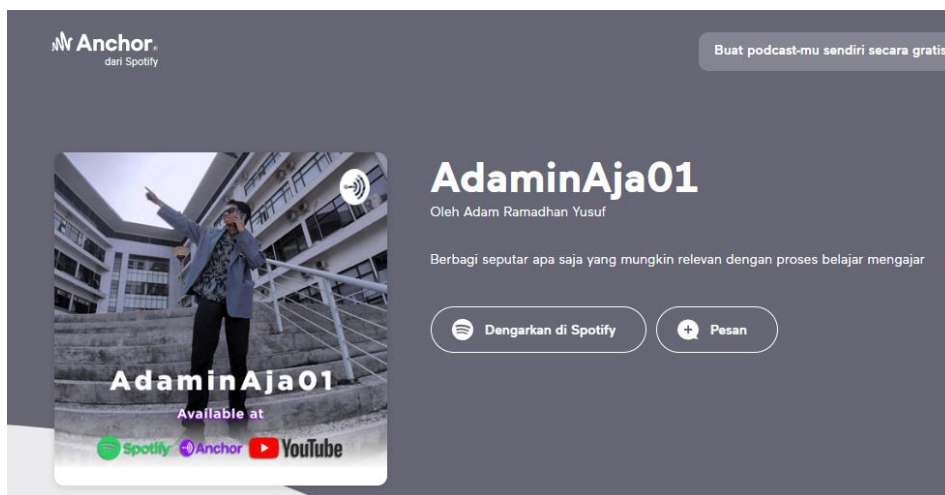 Anchor
dari Spotify
Buat podcast-mu sendiri secara gratis
AdaminAja01
Oleh Adam Ramadhan Yusuf
Berbagi seputar apa saja yang mungkin relevan dengan proses belajar mengajar
Dengarkan di Spotify
Pesan
AdaminAja01
Available at
Spotify Anchor YouTube